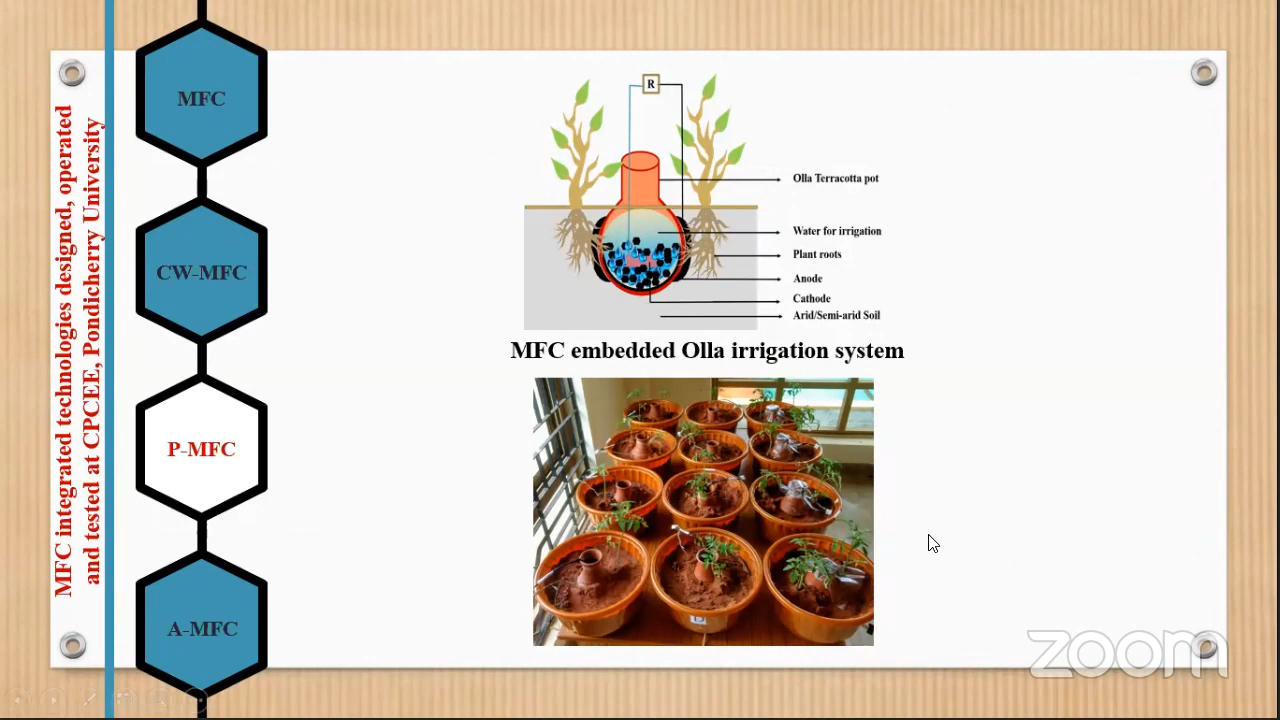 MFC integrated technologies designed, operated
and tested at CPCEE, Pondicherry University
MFC
CW-MFC
P-MFC
A-MFC
R
Olla Terracotta pot
Water for irrigation
Plant roots
Anode
Cathode
Arid/Semi-arid Soil
MFC embedded Olla irrigation system
D
zoom